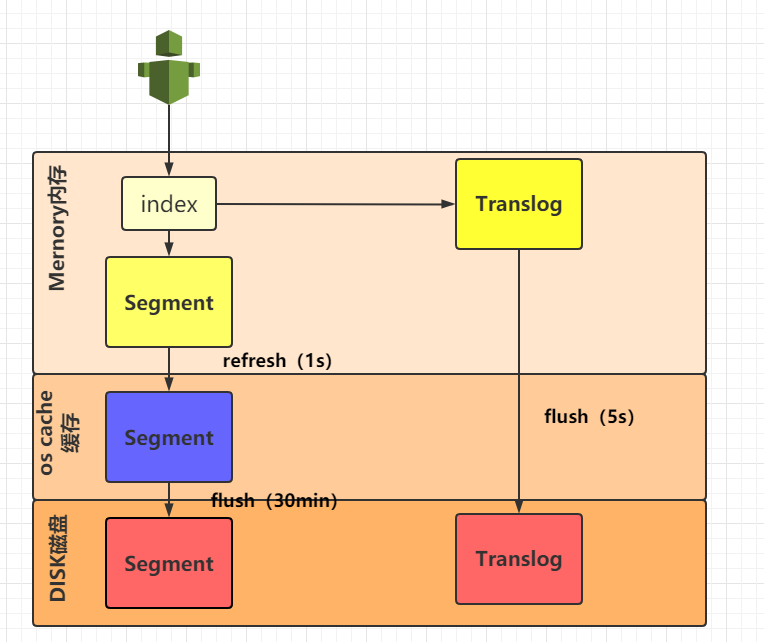 Mernory内存
index
Translog
Segment
refresh（1s）
os cache
缓存
Segment
flush（5s）
flush（30min）
DISK磁盘
Segment
Translog